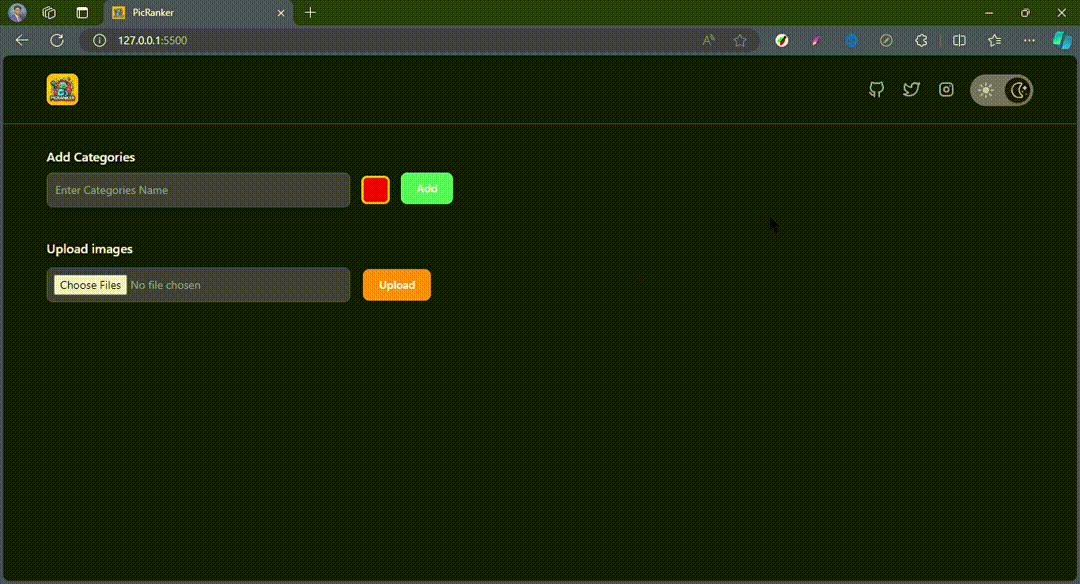 PicRanker
127.0.0.1:5500
PICRANKER
Add Categories
Enter Categories Name
Add
Upload images
Choose Files No file chosen
Upload